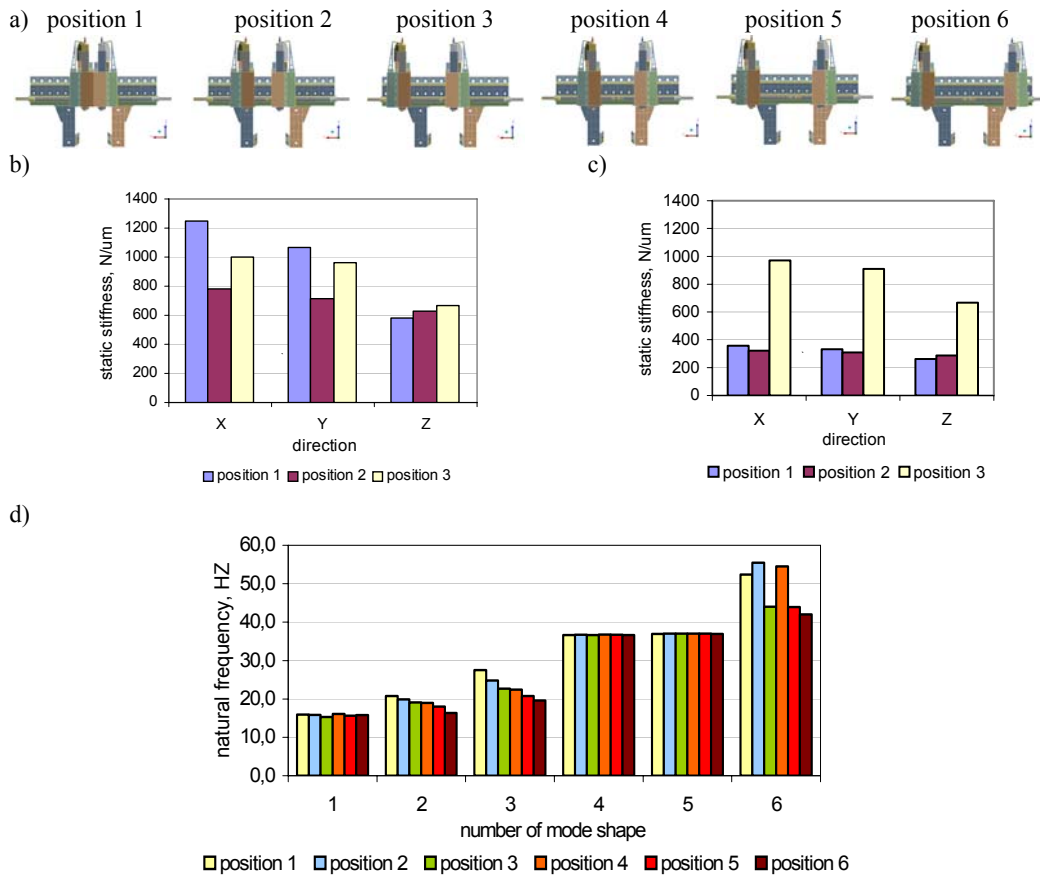 a) position 1 position 2 position 3 position 4 position 5 position 6
b)
1400
1200
1000
800
600
400
200
0
static stiffness, N/um
X Y Z
direction
position 1 position 2 position 3
c)
1400
1200
1000
800
600
400
200
0
static stiffness, N/um
X Y Z
direction
position 1 position 2 position 3
d)
60,0
50,0
40,0
30,0
20,0
10,0
0,0
natural frequency, HZ
1 2 3 4 5 6
number of mode shape
position 1 position 2 position 3 position 4 position 5 position 6